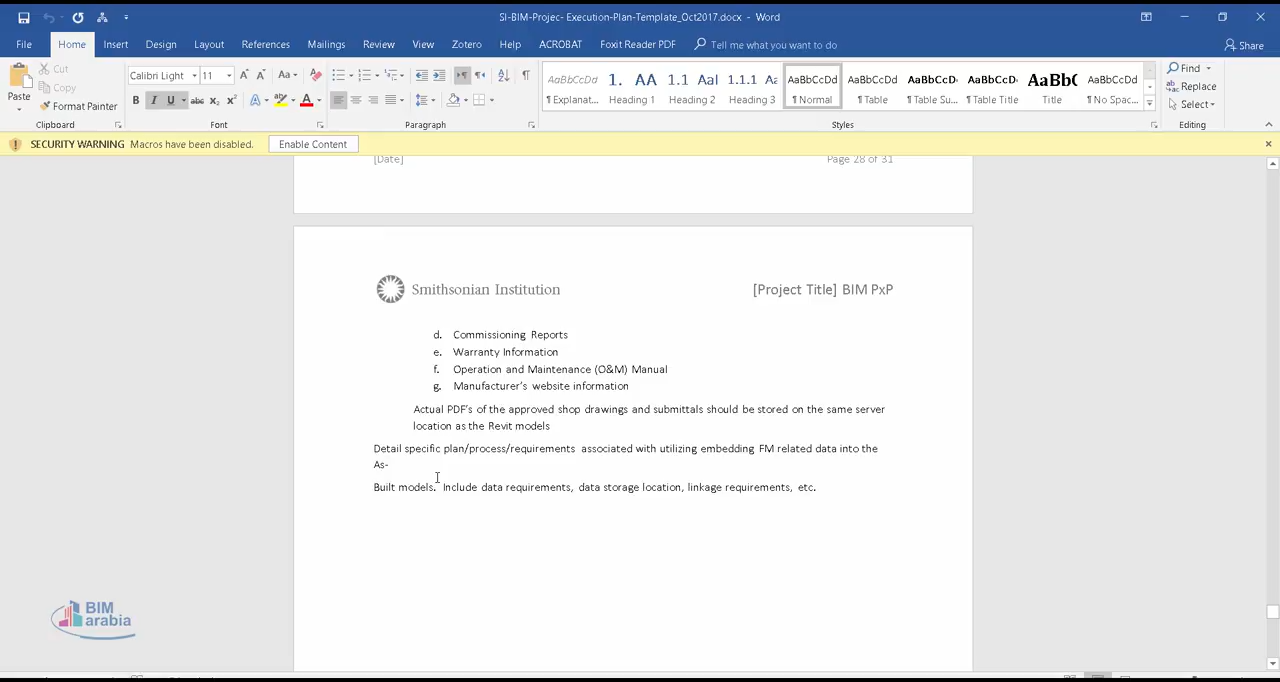 SI-BIM-Projec- Execution-Plan-Template_Oct2017.docx - Word
File Home Insert Design Layout References Mailings Review View Zotero Help ACROBAT Foxit Reader PDF Tell me what you want to do Share
Paste
Cut
Copy
Format Painter
Clipboard
Calibri Light 11
Font
Paragraph
AaBbCcDd 1. AA 1.1 AaI 1.1.1 Aa AaBbCcDd AaBbCcDd AaBbCcD AaBbCcD AaBb( AaBbCcDd
¶ Explanat... Heading 1 Heading 2 Heading 3 ¶ Normal ¶ Table ¶ Table Su... ¶ Table Title Title ¶ No Spac...
Styles
Find
Replace
Select
Editing
SECURITY WARNING Macros have been disabled. Enable Content
[Date] Page 28 of 31
Smithsonian Institution [Project Title] BIM PxP
d. Commissioning Reports
e. Warranty Information
f. Operation and Maintenance (O&M) Manual
g. Manufacturer's website information
Actual PDF's of the approved shop drawings and submittals should be stored on the same server
location as the Revit models
Detail specific plan/process/requirements associated with utilizing embedding FM related data into the
As-
Built models. Include data requirements, data storage location, linkage requirements, etc.
BIM
arabia